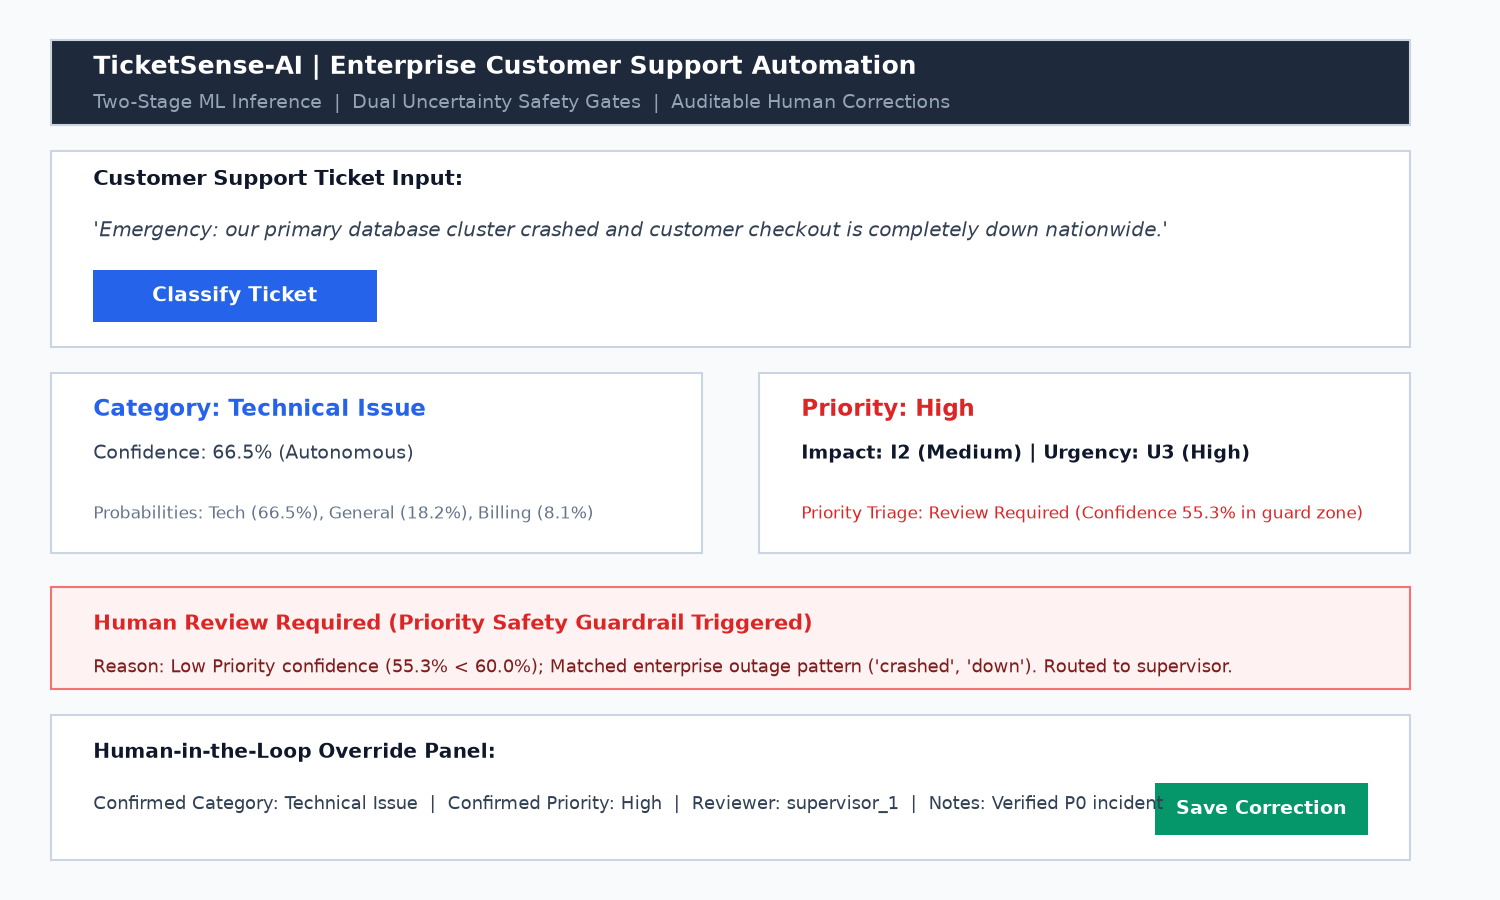 TicketSense-AI | Enterprise Customer Support Automation
Two-Stage ML Inference | Dual Uncertainty Safety Gates | Auditable Human Corrections
Customer Support Ticket Input:
'Emergency: our primary database cluster crashed and customer checkout is completely down nationwide.'
Classify Ticket
Category: Technical Issue
Confidence: 66.5% (Autonomous)
Probabilities: Tech (66.5%), General (18.2%), Billing (8.1%)
Priority: High
Impact: I2 (Medium) | Urgency: U3 (High)
Priority Triage: Review Required (Confidence 55.3% in guard zone)
Human Review Required (Priority Safety Guardrail Triggered)
Reason: Low Priority confidence (55.3% < 60.0%); Matched enterprise outage pattern ('crashed', 'down'). Routed to supervisor.
Human-in-the-Loop Override Panel:
Confirmed Category: Technical Issue | Confirmed Priority: High | Reviewer: supervisor_1 | Notes: Verified P0 incident
Save Correction